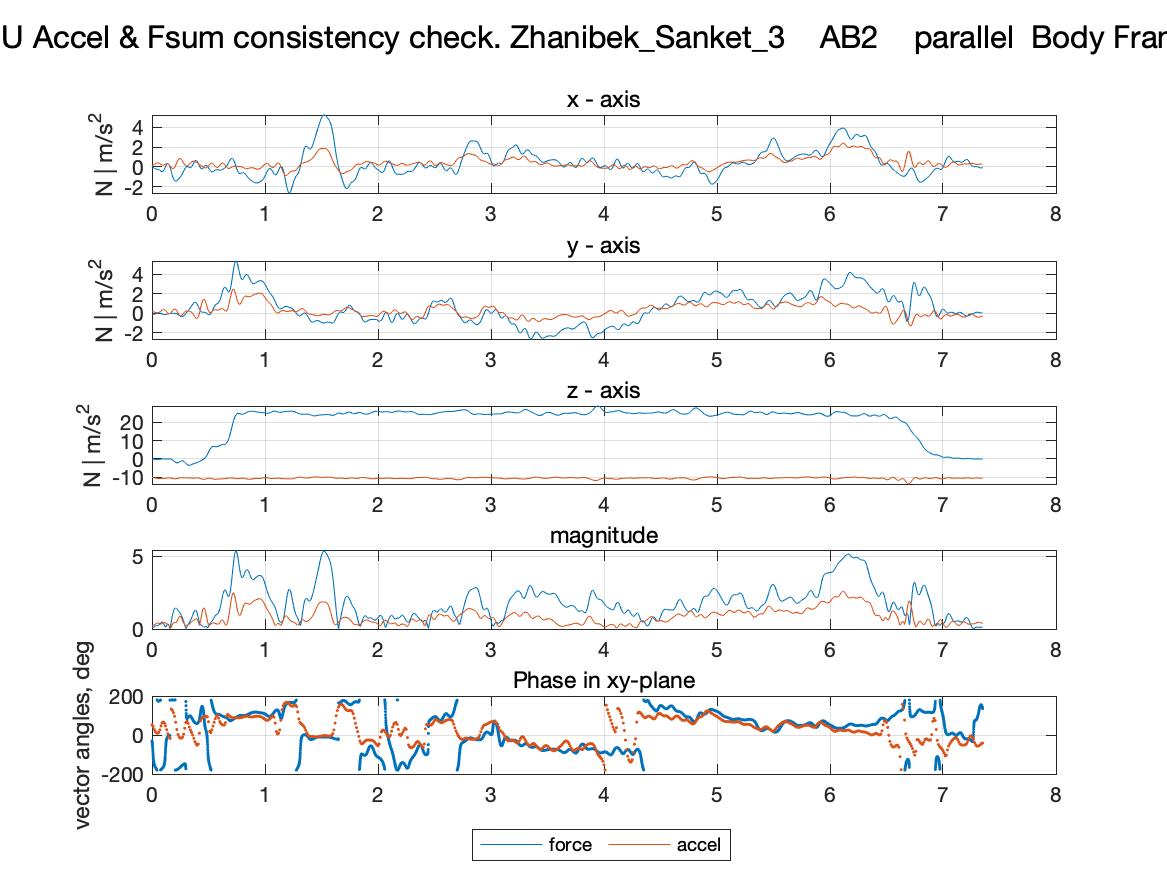 U Accel & Fsum consistency check. Zhanibek_Sanket_3 AB2 parallel Body Frar
x - axis
N | m/s²
4
2
0
-2
0 1 2 3 4 5 6 7 8
y - axis
N | m/s²
4
2
0
-2
0 1 2 3 4 5 6 7 8
z - axis
N | m/s²
20
10
0
-10
0 1 2 3 4 5 6 7 8
magnitude
5
0
0 1 2 3 4 5 6 7 8
Phase in xy-plane
vector angles, deg
200
0
-200
0 1 2 3 4 5 6 7 8
force accel